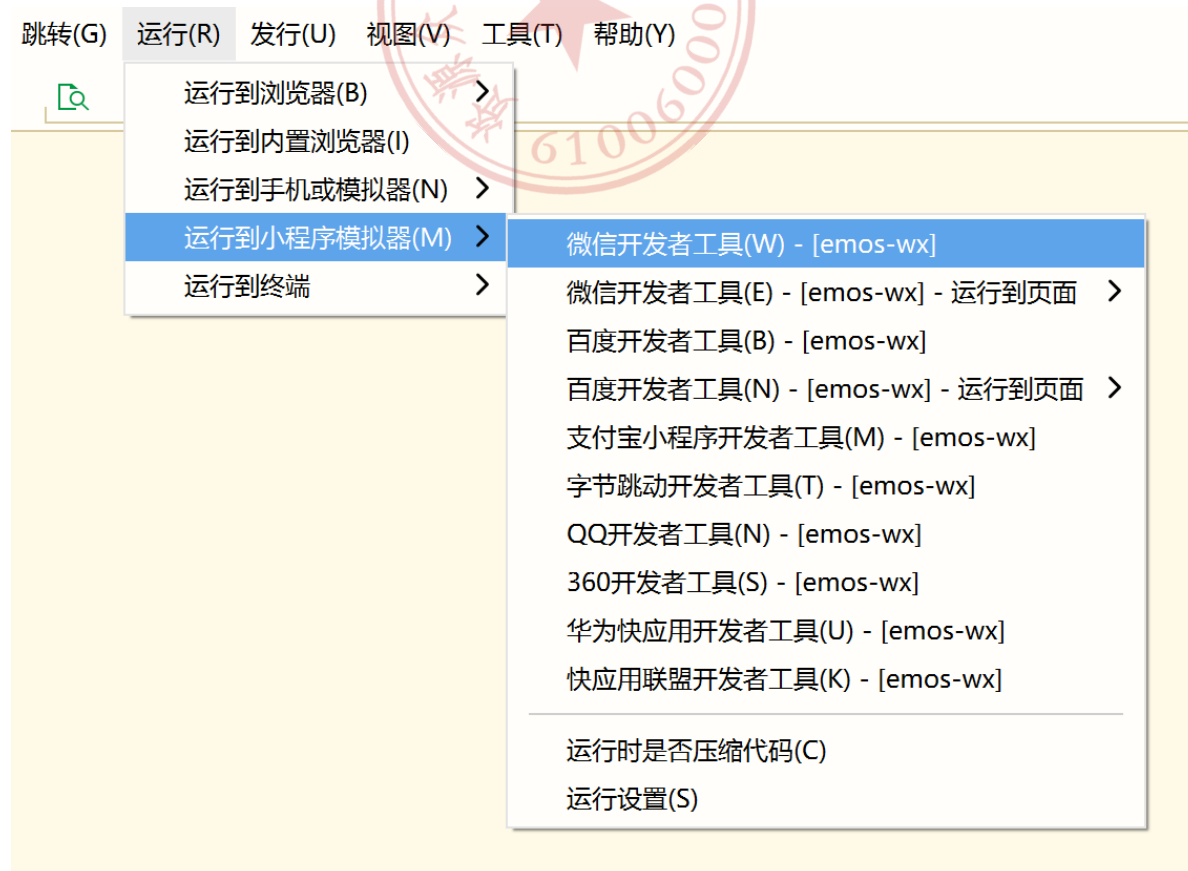 跳转(G) 运行(R) 发行(U) 视图(V) 工具(T) 帮助(Y)
运行到浏览器(B)
运行到内置浏览器(I)
运行到手机或模拟器(N)
运行到小程序模拟器(M)
运行到终端
微信开发者工具(W) - [emos-wx]
微信开发者工具(E) - [emos-wx] - 运行到页面
百度开发者工具(B) - [emos-wx]
百度开发者工具(N) - [emos-wx] - 运行到页面
支付宝小程序开发者工具(M) - [emos-wx]
字节跳动开发者工具(T) - [emos-wx]
QQ开发者工具(N) - [emos-wx]
360开发者工具(S) - [emos-wx]
华为快应用开发者工具(U) - [emos-wx]
快应用联盟开发者工具(K) - [emos-wx]
运行时是否压缩代码(C)
运行设置(S)
61006000